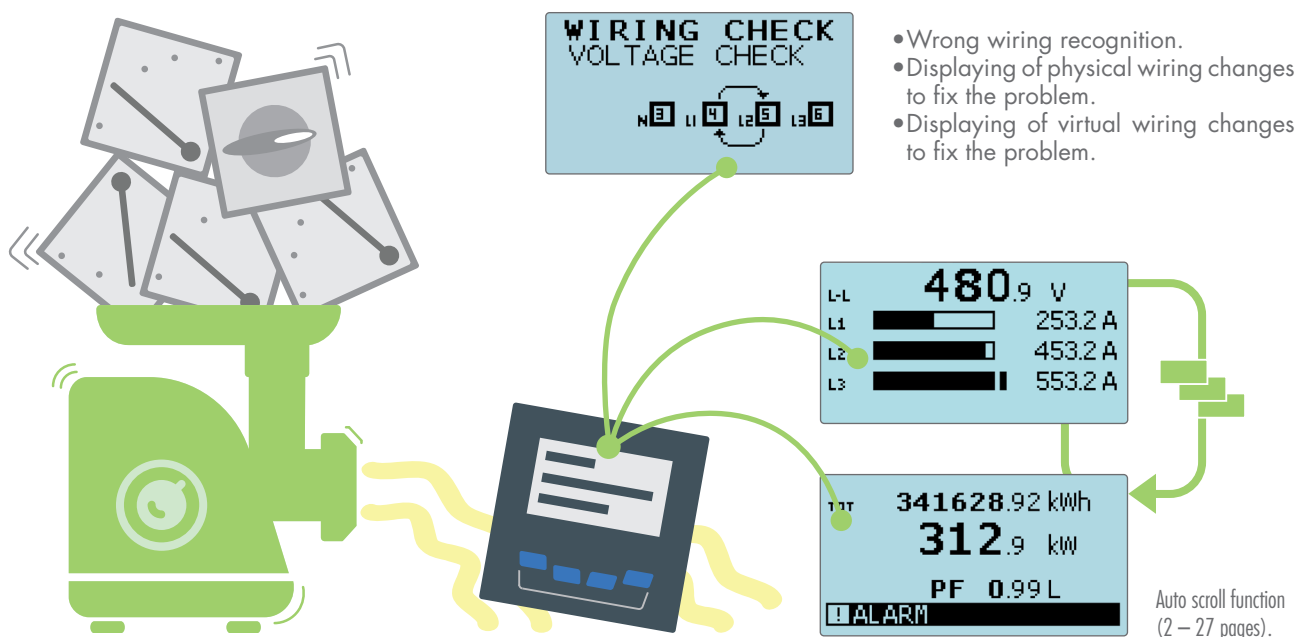 WIRING CHECK
VOLTAGE CHECK
N 3 L1 4 L2 5 L3 6
•Wrong wiring recognition.
•Displaying of physical wiring changes
to fix the problem.
•Displaying of virtual wiring changes
to fix the problem.
L-L 480.9 V
L1 253.2 A
L2 453.2 A
L3 553.2 A
TOT 341628.92 kWh
312.9 kW
PF 0.99 L
! ALARM
Auto scroll function
(2 – 27 pages).